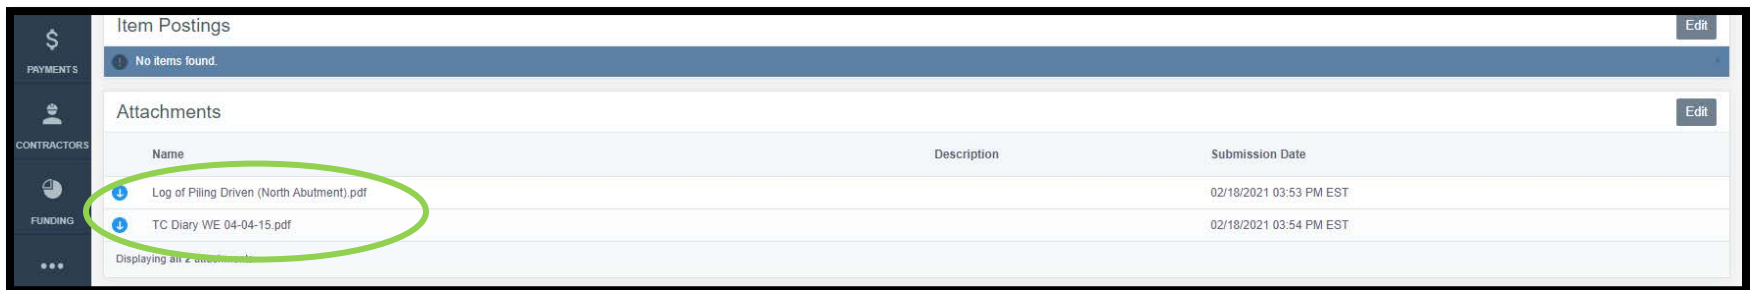 Item Postings
Edit
PAYMENTS
No items found.
Attachments
Edit
CONTRACTORS
Name Description Submission Date
Log of Piling Driven (North Abutment).pdf 02/18/2021 03:53 PM EST
FUNDING
TC Diary WE 04-04-15.pdf 02/18/2021 03:54 PM EST
Displaying all 2 attachments